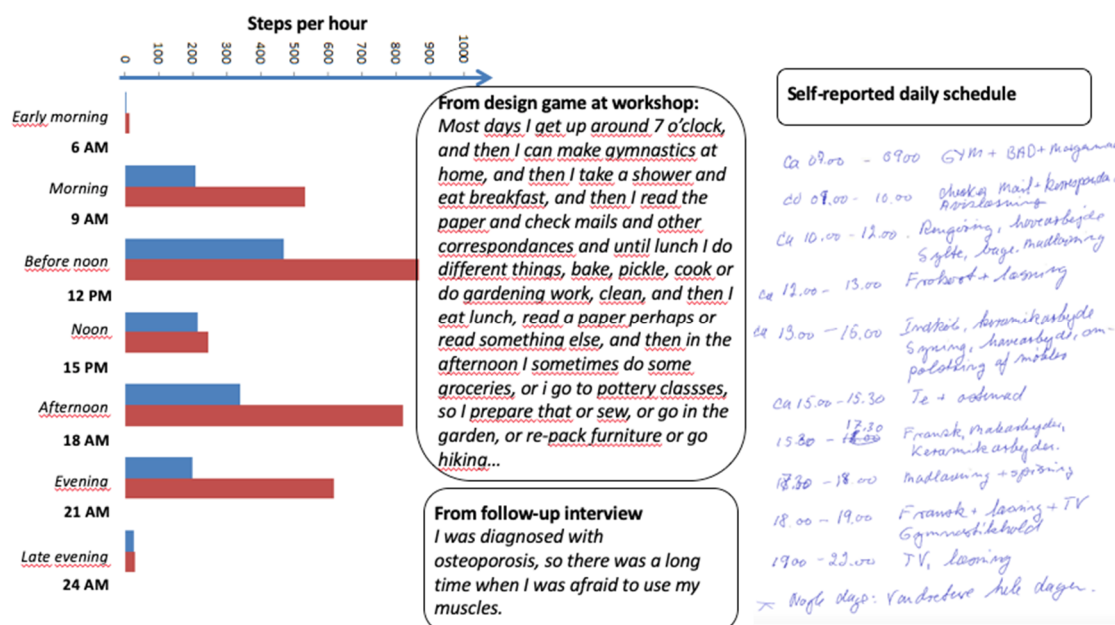 Steps per hour
0 100 200 300 400 500 600 700 800 900 1000
Early morning
6 AM
Morning
9 AM
Before noon
12 PM
Noon
15 PM
Afternoon
18 AM
Evening
21 AM
Late evening
24 AM
From design game at workshop:
Most days I get up around 7 o'clock,
and then I can make gymnastics at
home, and then I take a shower and
eat breakfast, and then I read the
paper and check mails and other
correspondances and until lunch I do
different things, bake, pickle, cook or
do gardening work, clean, and then I
eat lunch, read a paper perhaps or
read something else, and then in the
afternoon I sometimes do some
groceries, or i go to pottery classses,
so I prepare that or sew, or go in the
garden, or re-pack furniture or go
hiking...
From follow-up interview
I was diagnosed with
osteoporosis, so there was a long
time when I was afraid to use my
muscles.
Self-reported daily schedule
Ca 07.00 - 0900 GYM + BAD +
09.00 - 10.00 checker mail +
Avislæsning
Ca 10.00 - 12.00. Rengøring, havearbejde
Sylte, bage, madlavning
ca 12.00 - 13.00 Frokost + læsning
ca 13.00 - 16.00 Indkøb, keramikarbejde
Syning, havearbejde, om-
polstring af møbler
ca 15.00 - 15.30 Te +
15.30 - 17.30 Fransk,
Keramikarbejder.
17.30 - 18.00 madlavning + spisning
18.00 - 19.00 Fransk + læsning + TV
Gymnastikhold
1900 - 22.00 TV, læsning
Nogle dage: Vandreture hele dagen.